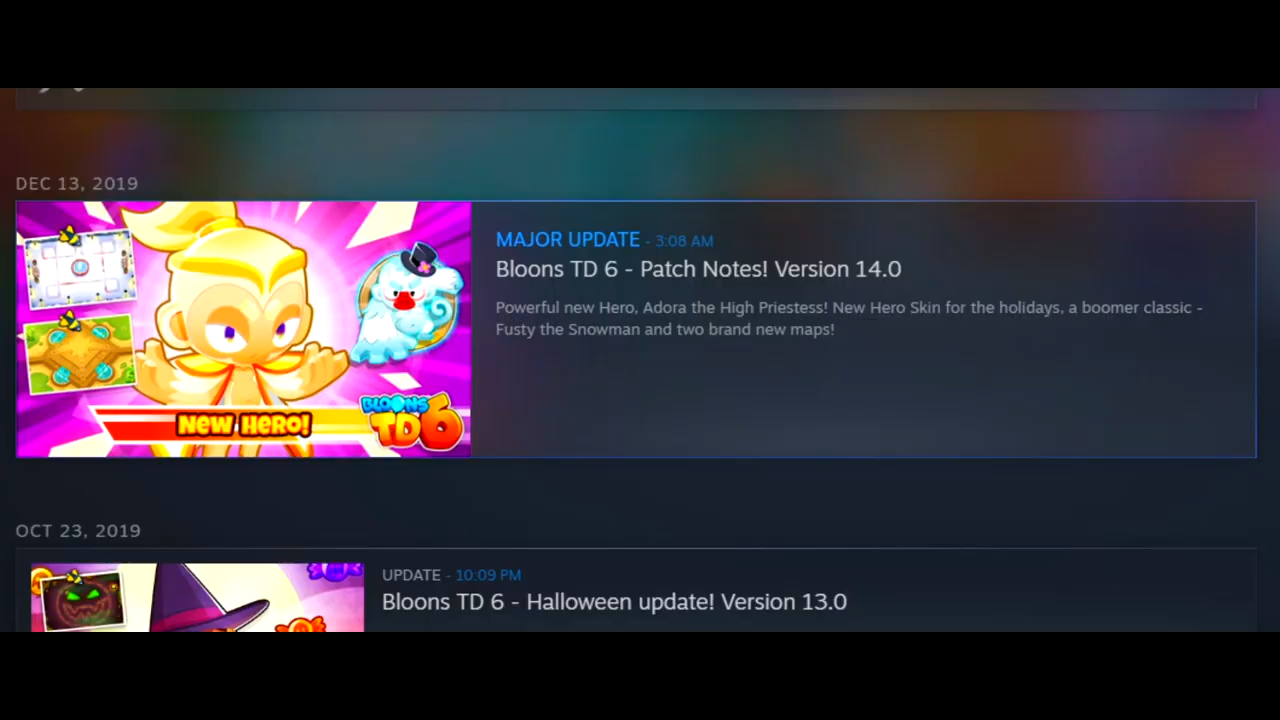 DEC 13, 2019
MAJOR UPDATE - 3:08 AM
Bloons TD 6 - Patch Notes! Version 14.0
Powerful new Hero, Adora the High Priestess! New Hero Skin for the holidays, a boomer classic -
Fusty the Snowman and two brand new maps!
NEW HERO!
BLOONS
TD6
OCT 23, 2019
UPDATE - 10:09 PM
Bloons TD 6 - Halloween update! Version 13.0